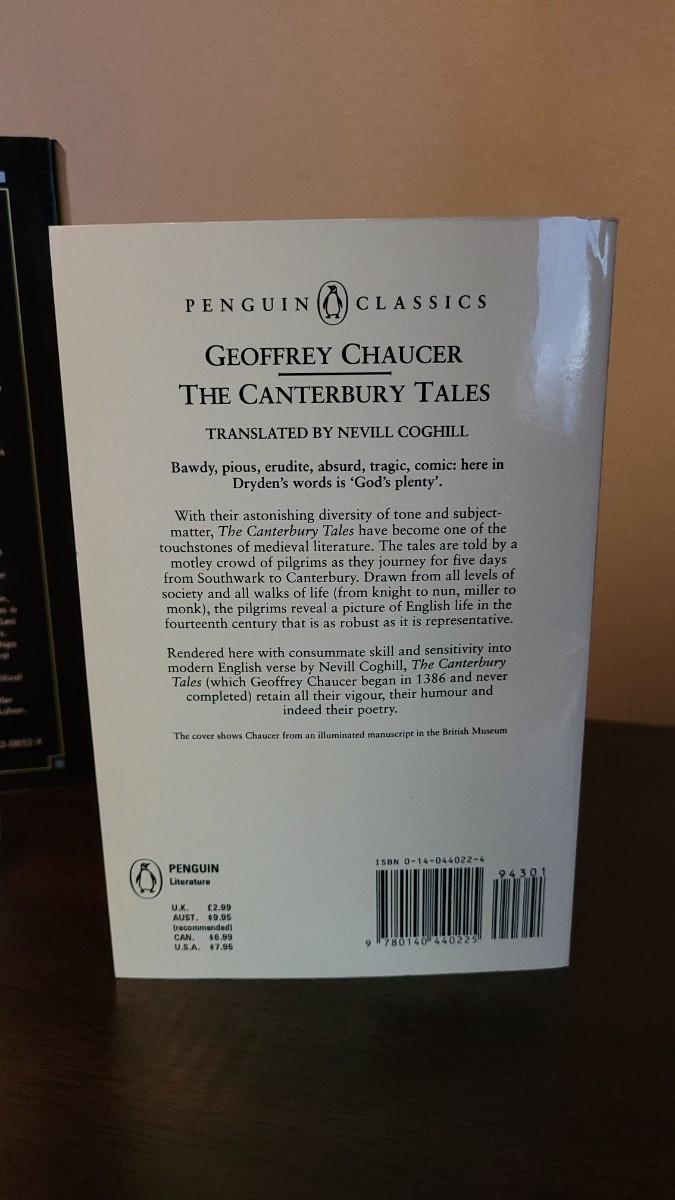 PENGUIN CLASSICS
GEOFFREY CHAUCER
THE CANTERBURY TALES
TRANSLATED BY NEVILL COGHILL
Bawdy, pious, erudite, absurd, tragic, comic: here in
Dryden's words is 'God's plenty'.
With their astonishing diversity of tone and subject-
matter, The Canterbury Tales have become one of the
touchstones of medieval literature. The tales are told by a
motley crowd of pilgrims as they journey for five days
from Southwark to Canterbury. Drawn from all levels of
society and all walks of life (from knight to nun, miller to
monk), the pilgrims reveal a picture of English life in the
fourteenth century that is as robust as it is representative.
Rendered here with consummate skill and sensitivity into
modern English verse by Nevill Coghill, The Canterbury
Tales (which Geoffrey Chaucer began in 1386 and never
completed) retain all their vigour, their humour and
indeed their poetry.
The cover shows Chaucer from an illuminated manuscript in the British Museum
PENGUIN
Literature
U.K. £2.99
AUST. $9.95
(recommended)
CAN. $6.99
U.S.A. $7.95
ISBN 0-14-044022-4
94301
9 780140 440225